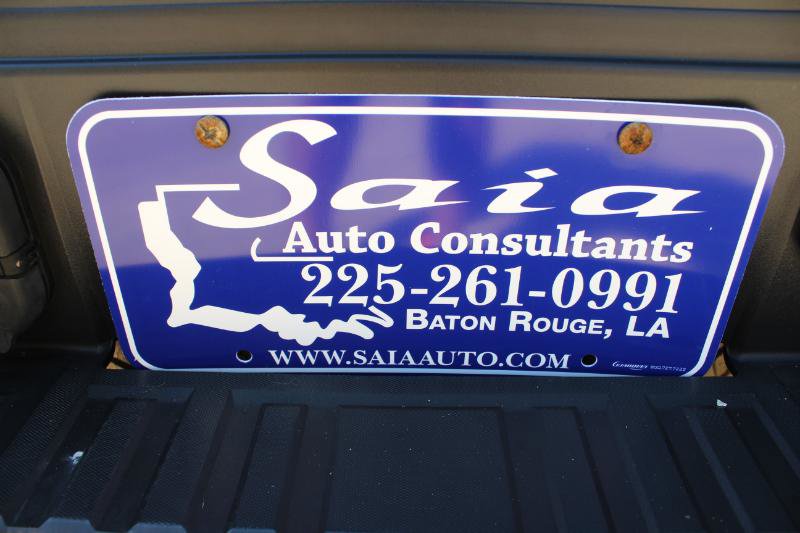 Saia
Auto Consultants
225-261-0991
BATON ROUGE, LA
WWW.SAIAAUTO.COM